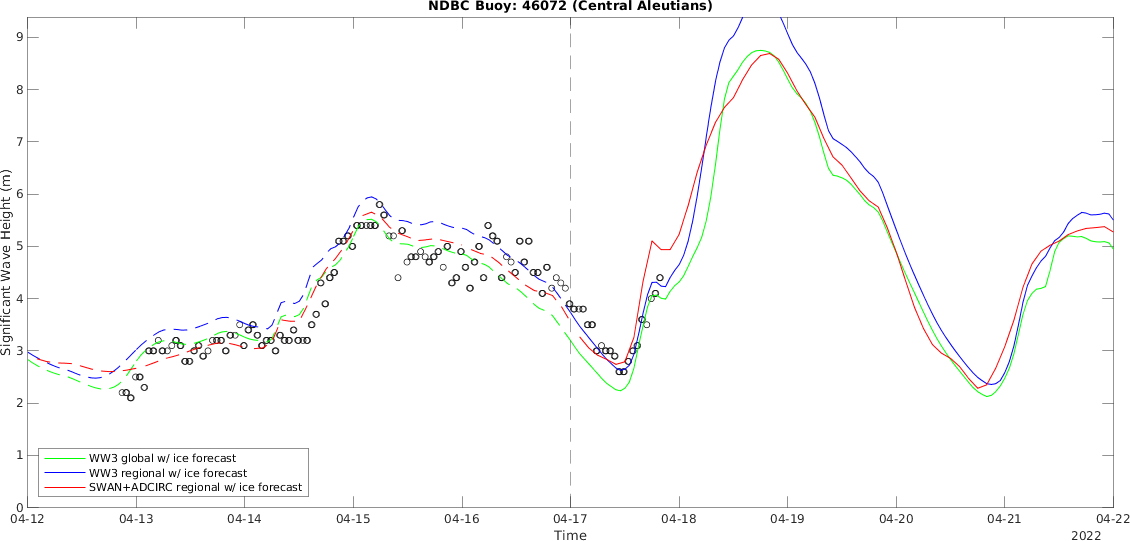 NDBC Buoy: 46072 (Central Aleutians)
Significant Wave Height (m)
9
8
7
6
5
4
3
2
1
0
WW3 global w/ ice forecast
WW3 regional w/ ice forecast
SWAN+ADCIRC regional w/ ice forecast
04-12 04-13 04-14 04-15 04-16 04-17 04-18 04-19 04-20 04-21 04-22
Time
2022